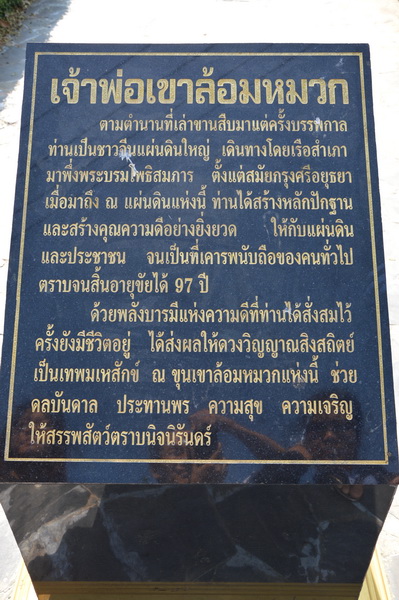 เจ้าพ่อเขาล้อมหมวก
ตามตำนานที่เล่าขานสืบมาแต่ครั้งบรรพกาล
ท่านเป็นชาวจีนแผ่นดินใหญ่ เดินทางโดยเรือสำเภา
มาพึ่งพระบรมโพธิสมภาร ตั้งแต่สมัยกรุงศรีอยุธยา
เมื่อมาถึง ณ แผ่นดินแห่งนี้ ท่านได้สร้างหลักปักฐาน
และสร้างคุณความดีอย่างยิ่งยวด ให้กับแผ่นดิน
และประชาชน จนเป็นที่เคารพนับถือของคนทั่วไป
ตราบจนสิ้นอายุขัยได้ 97 ปี
ด้วยพลังบารมีแห่งความดีที่ท่านได้สั่งสมไว้
ครั้งยังมีชีวิตอยู่ ได้ส่งผลให้ดวงวิญญาณสิงสถิตย์
เป็นเทพมเหสักข์ ณ ขุนเขาล้อมหมวกแห่งนี้ ช่วย
ดลบันดาล ประทานพร ความสุข ความเจริญ
ให้สรรพสัตว์ตราบนิจนิรันดร์